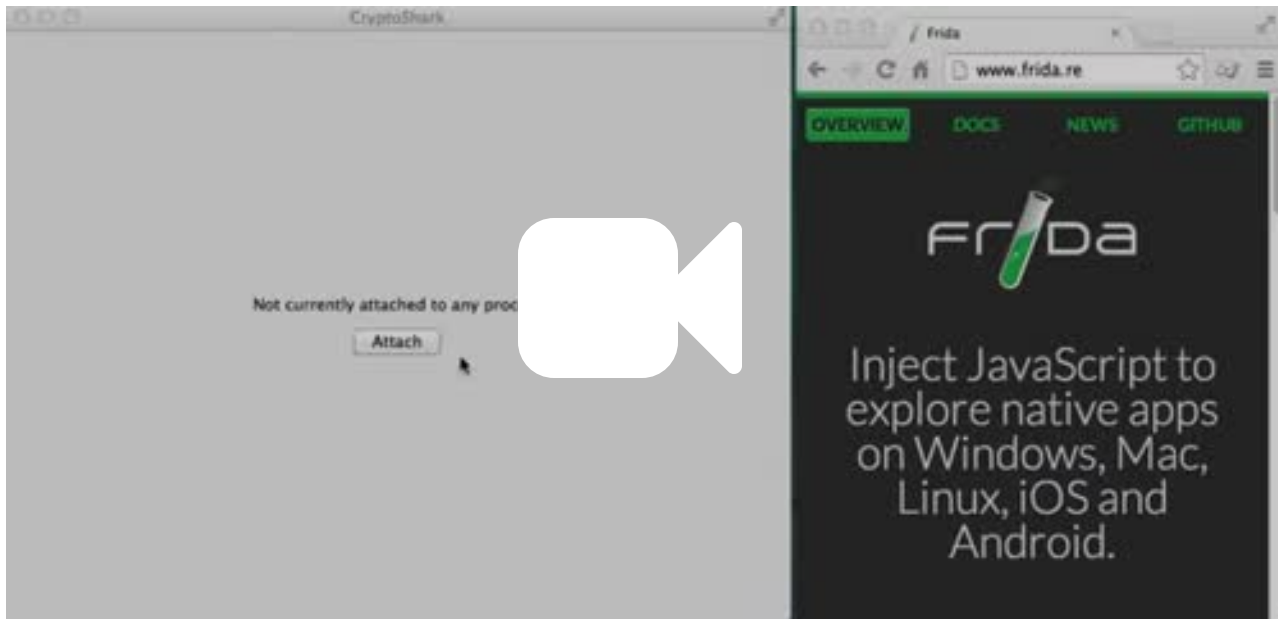 CryptoShark
Not currently attached to any proc
Attach
Frida
www.frida.re
OVERVIEW
DOCS
NEWS
GITHUB
FrIDa
Inject JavaScript to
explore native apps
on Windows, Mac,
Linux, iOS and
Android.